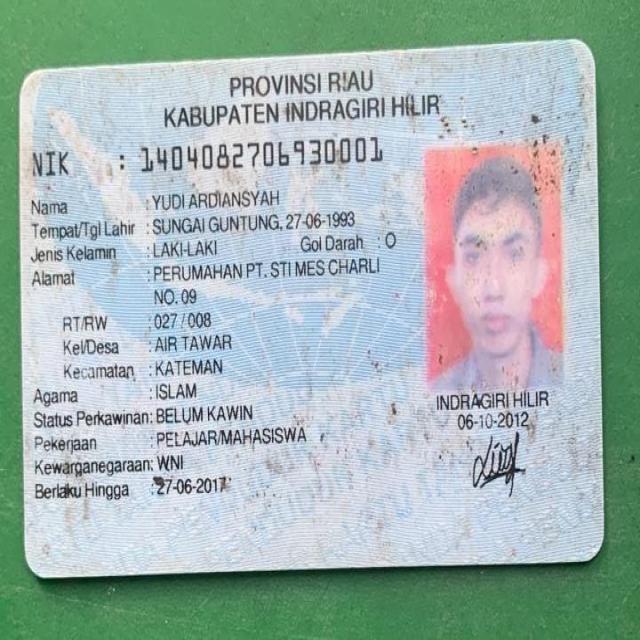 PROVINSI RIAU
KABUPATEN INDRAGIRI HILIR
NIK : 1404082706930001
Nama : YUDI ARDIANSYAH
Tempat/Tgl Lahir : SUNGAI GUNTUNG, 27-06-1993
Jenis Kelamin : LAKI-LAKI Gol Darah : O
Alamat : PERUMAHAN PT. STI MES CHARLI
NO. 09
RT/RW : 027 / 008
Kel/Desa : AIR TAWAR
Kecamatan : KATEMAN
Agama : ISLAM
Status Perkawinan: BELUM KAWIN
Pekerjaan : PELAJAR/MAHASISWA
Kewarganegaraan: WNI
Berlaku Hingga : 27-06-2017
INDRAGIRI HILIR
06-10-2012